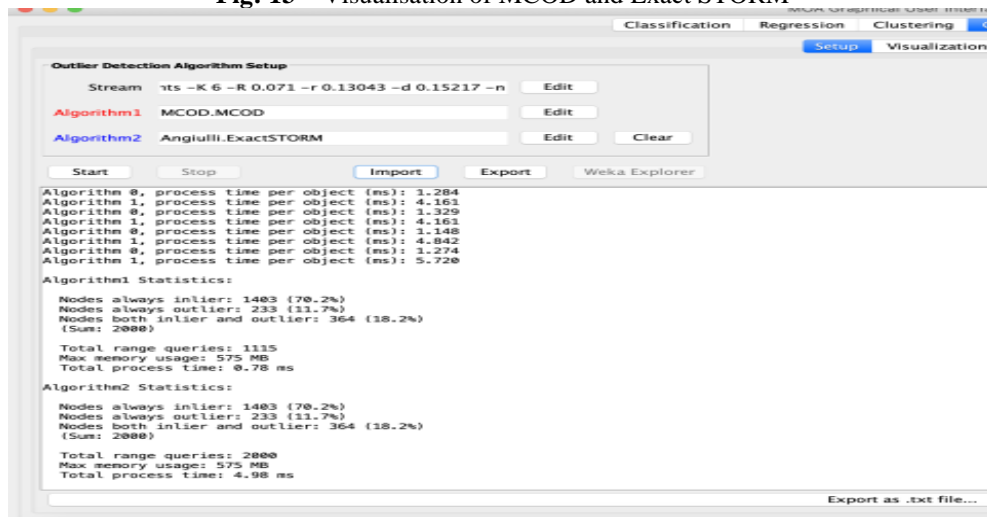 Fig. 15 Visualisation of MCOD and Exact STORM
MOA Graphical User Interf
Classification Regression Clustering
Setup Visualization
Outlier Detection Algorithm Setup
Stream nts -K 6 -R 0.071 -r 0.13043 -d 0.15217 -n Edit
Algorithm1 MCOD.MCOD Edit
Algorithm2 Angiulli.ExactSTORM Edit Clear
Start Stop Import Export Weka Explorer
Algorithm 0, process time per object (ms): 1.284
Algorithm 1, process time per object (ms): 4.161
Algorithm 0, process time per object (ms): 1.329
Algorithm 1, process time per object (ms): 4.161
Algorithm 0, process time per object (ms): 1.148
Algorithm 1, process time per object (ms): 4.842
Algorithm 0, process time per object (ms): 1.274
Algorithm 1, process time per object (ms): 5.720
Algorithm1 Statistics:
Nodes always inlier: 1403 (70.2%)
Nodes always outlier: 233 (11.7%)
Nodes both inlier and outlier: 364 (18.2%)
(Sum: 2000)
Total range queries: 1115
Max memory usage: 575 MB
Total process time: 0.78 ms
Algorithm2 Statistics:
Nodes always inlier: 1403 (70.2%)
Nodes always outlier: 233 (11.7%)
Nodes both inlier and outlier: 364 (18.2%)
(Sum: 2000)
Total range queries: 2000
Max memory usage: 575 MB
Total process time: 4.98 ms
Export as .txt file...